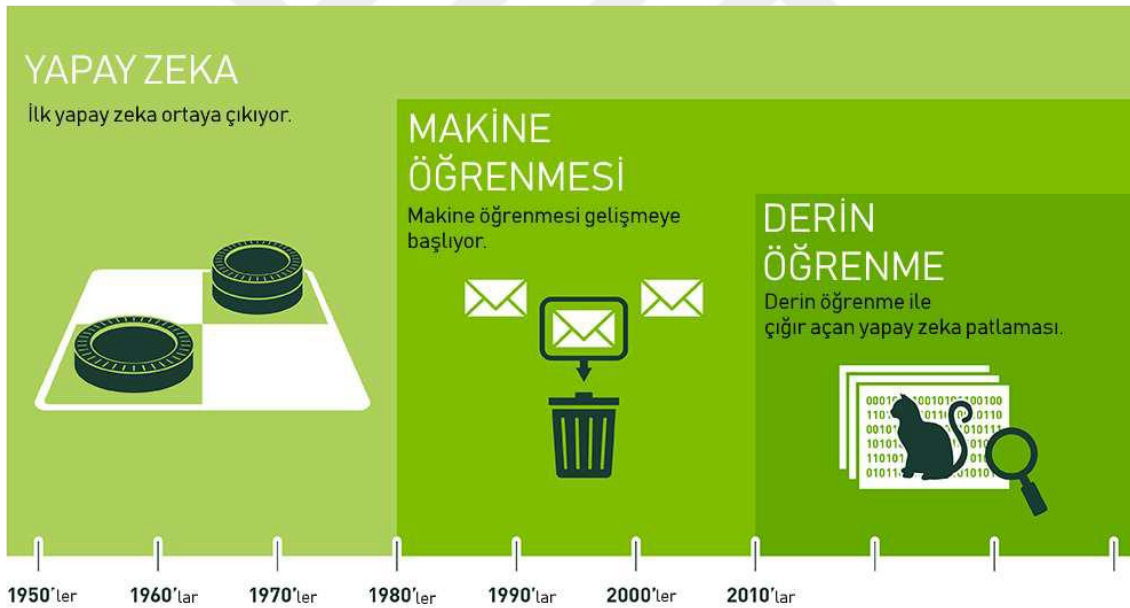 YAPAY ZEKA
İlk yapay zeka ortaya çıkıyor.
MAKİNE
ÖĞRENMESİ
Makine öğrenmesi gelişmeye
başlıyor.
DERİN
ÖĞRENME
Derin öğrenme ile
çığır açan yapay zeka patlaması.
1950'ler 1960'lar 1970'ler 1980'ler 1990'lar 2000'ler 2010'lar